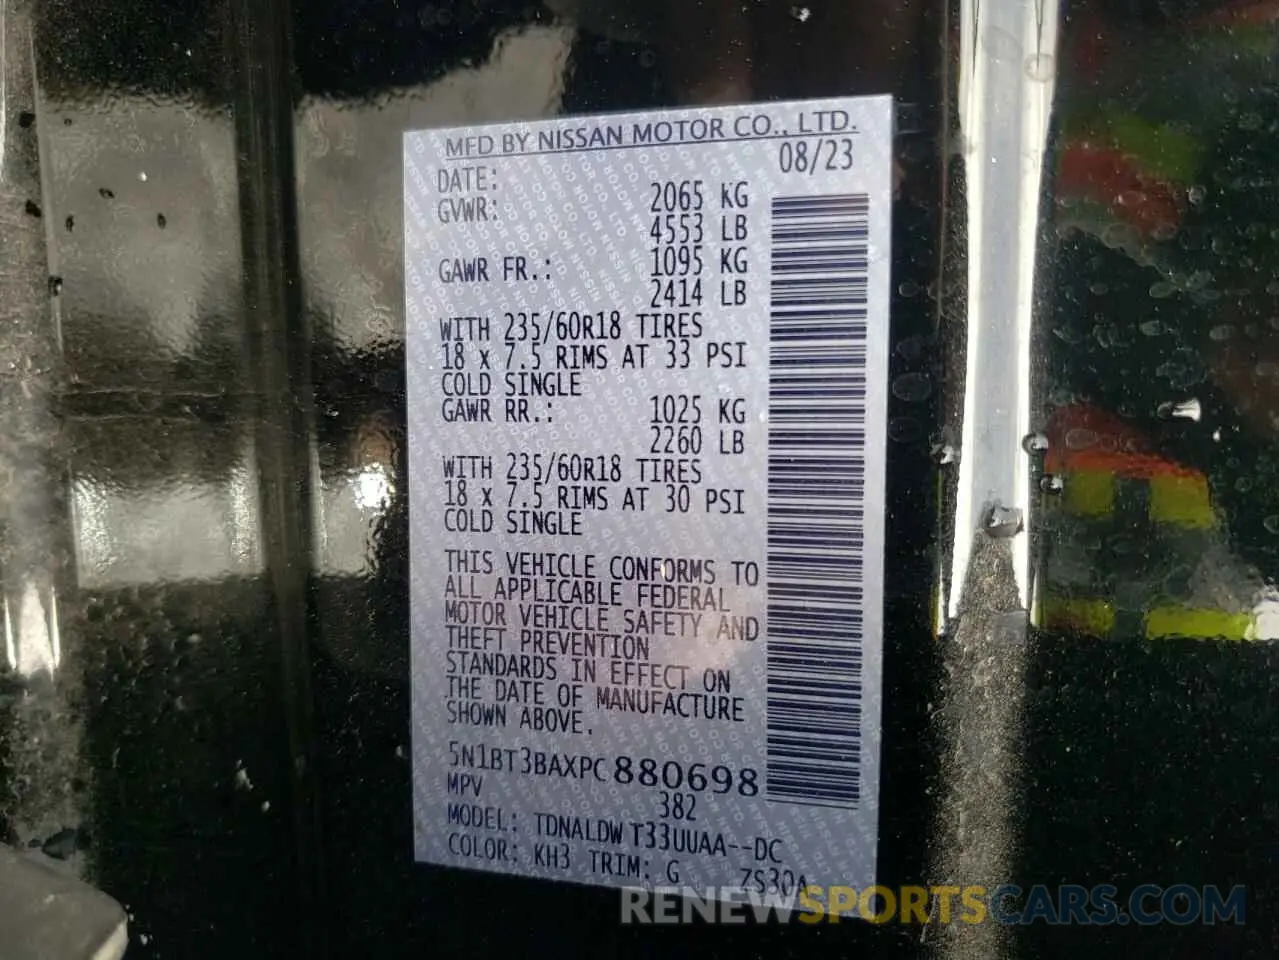 MFD BY NISSAN MOTOR CO., LTD.
DATE: 08/23
GVWR: 2065 KG
4553 LB
GAWR FR.: 1095 KG
2414 LB
WITH 235/60R18 TIRES
18 x 7.5 RIMS AT 33 PSI
COLD SINGLE
GAWR RR.: 1025 KG
2260 LB
WITH 235/60R18 TIRES
18 x 7.5 RIMS AT 30 PSI
COLD SINGLE
THIS VEHICLE CONFORMS TO
ALL APPLICABLE FEDERAL
MOTOR VEHICLE SAFETY AND
THEFT PREVENTION
STANDARDS IN EFFECT ON
THE DATE OF MANUFACTURE
SHOWN ABOVE.
5N1BT3BAXPC880698
MPV 382
MODEL: TDNALDW T33UUAA--DC
COLOR: KH3 TRIM: G ZS30A
RENEWSPORTSCARS.COM